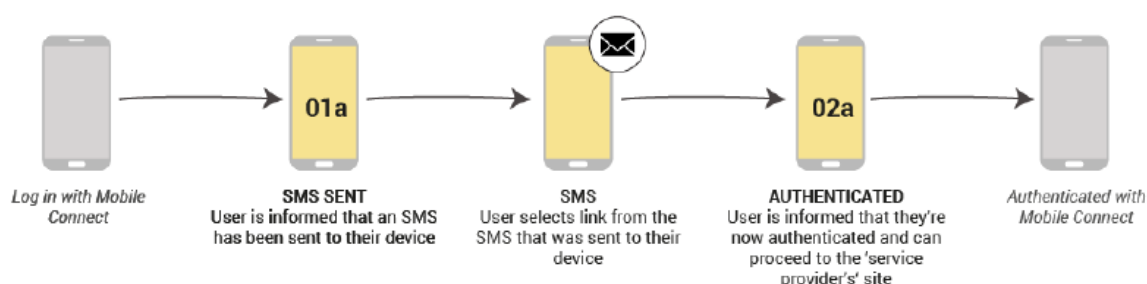 01a
02a
Log in with Mobile
Connect
SMS SENT
User is informed that an SMS
has been sent to their device
SMS
User selects link from the
SMS that was sent to their
device
AUTHENTICATED
User is informed that they're
now authenticated and can
proceed to the 'service
provider's' site
Authenticated with
Mobile Connect